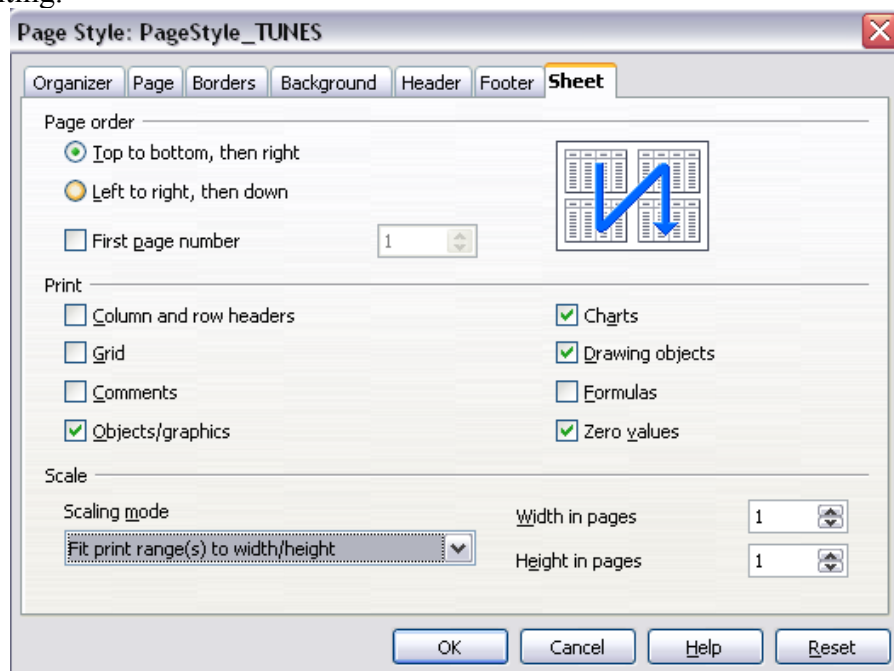 Page Style: PageStyle_TUNES
Organizer Page Borders Background Header Footer Sheet
Page order
Top to bottom, then right
Left to right, then down
First page number 1
Print
Column and row headers Charts
Grid Drawing objects
Comments Formulas
Objects/graphics Zero values
Scale
Scaling mode
Fit print range(s) to width/height
Width in pages 1
Height in pages 1
OK Cancel Help Reset